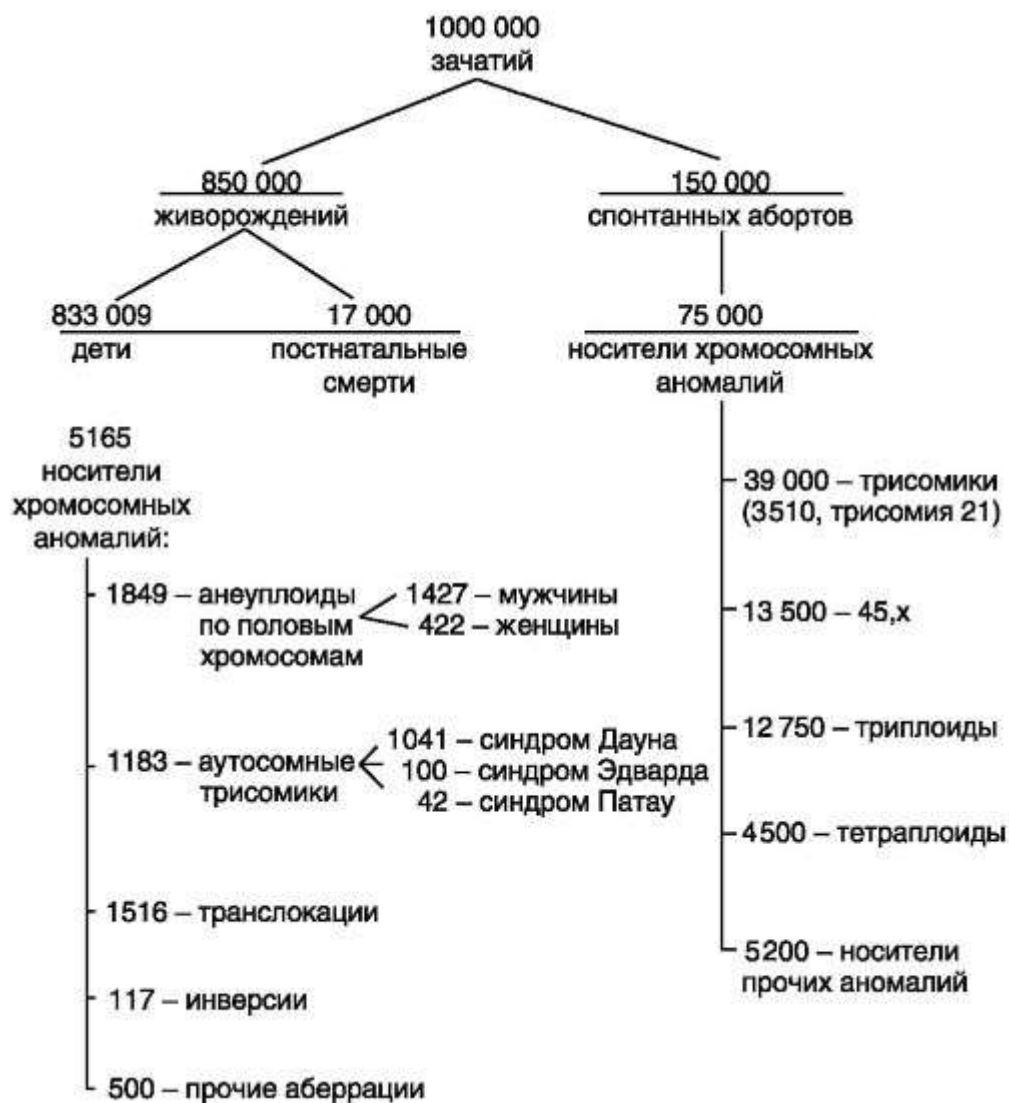 1000 000
зачатий
850 000
живорождений
150 000
спонтанных абортов
833 009
дети
17 000
постнатальные
смерти
75 000
носители хромосомных
аномалий
5165
носители
хромосомных
аномалий:
1849 – анеуплоиды
по половым
хромосомам
1427 – мужчины
422 – женщины
1183 – аутосомные
трисомики
1041 – синдром Дауна
100 – синдром Эдварда
42 – синдром Патау
1516 – транслокации
117 – инверсии
500 – прочие аберрации
39 000 – трисомики
(3510, трисомия 21)
13 500 – 45,х
12 750 – триплоиды
4500 – тетраплоиды
5200 – носители
прочих аномалий